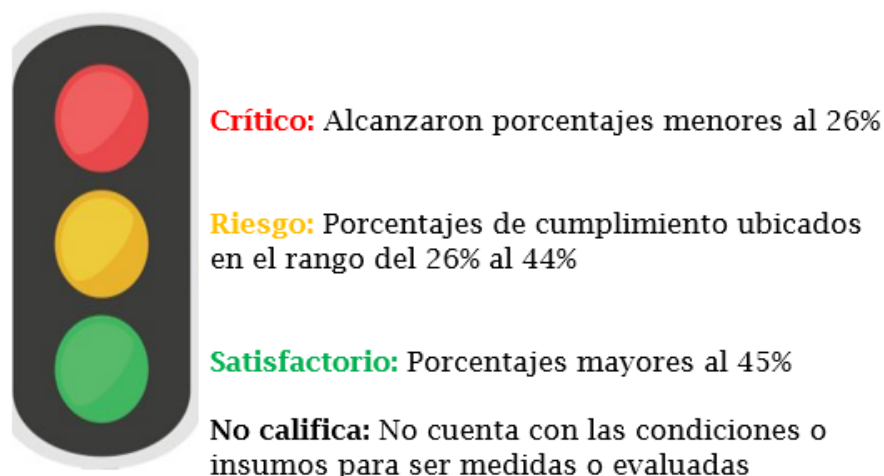 Crítico: Alcanzaron porcentajes menores al 26%
Riesgo: Porcentajes de cumplimiento ubicados
en el rango del 26% al 44%
Satisfactorio: Porcentajes mayores al 45%
No califica: No cuenta con las condiciones o
insumos para ser medidas o evaluadas